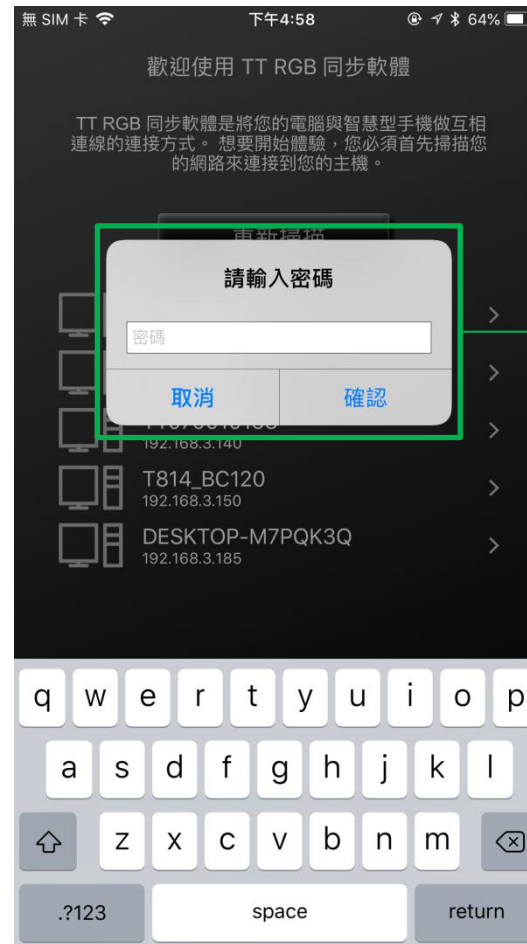 無 SIM 卡 下午4:58 64%
歡迎使用 TT RGB 同步軟體
TT RGB 同步軟體是將您的電腦與智慧型手機做互相
連線的連接方式。想要開始體驗，您必須首先掃描您
的網路來連接到您的主機。
重新掃描
請輸入密碼
密碼
取消 確認
192.168.3.140
T814_BC120
192.168.3.150
DESKTOP-M7PQK3Q
192.168.3.185
q w e r t y u i o p
a s d f g h j k l
z x c v b n m
.?123 space return